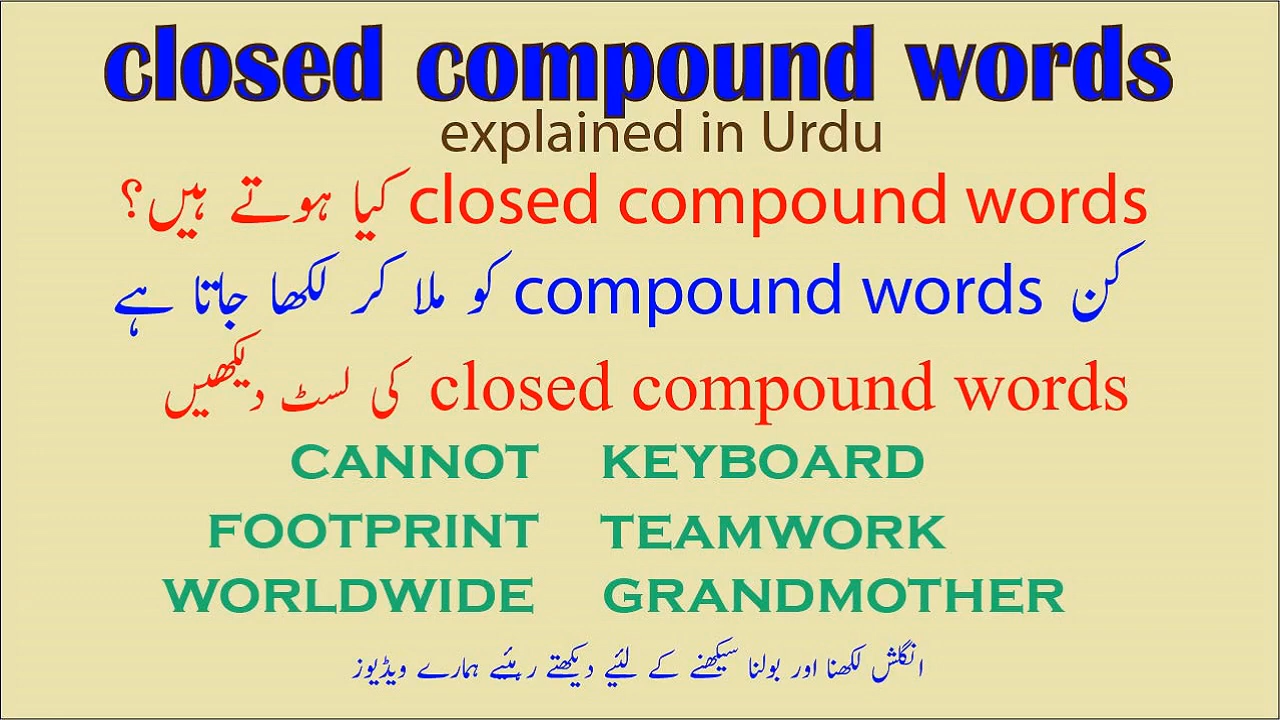 closed compound words
explained in Urdu
closed compound words کیا ہوتے ہیں؟
کن compound words کو ملا کر لکھا جاتا ہے
closed compound words کی لسٹ دیکھیں
CANNOT KEYBOARD
FOOTPRINT TEAMWORK
WORLDWIDE GRANDMOTHER
انگلش لکھنا اور بولنا سیکھنے کے لئیے دیکھتے رہئیے ہمارے ویڈیوز